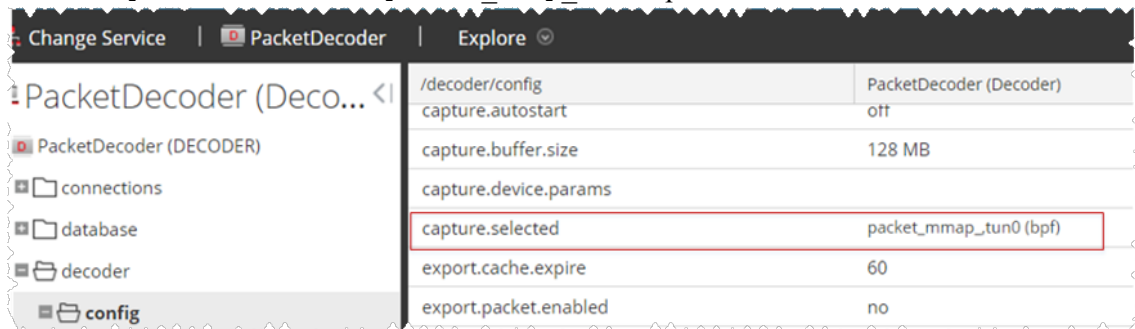 Change Service | PacketDecoder | Explore
PacketDecoder (Deco...
PacketDecoder (DECODER)
connections
database
decoder
config
/decoder/config PacketDecoder (Decoder)
capture.autostart off
capture.buffer.size 128 MB
capture.device.params
capture.selected packet_mmap_,tun0 (bpf)
export.cache.expire 60
export.packet.enabled no